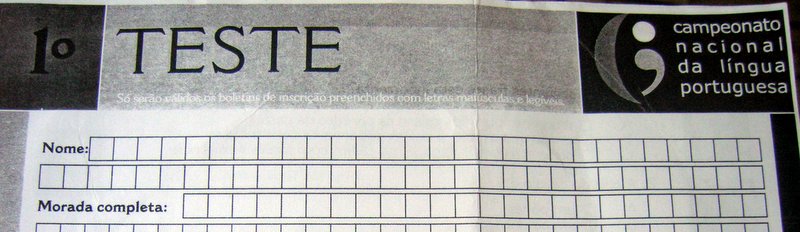 1º TESTE
Só serão válidos os boletins de inscrição preenchidos com letras maiúsculas e legíveis.
campeonato
nacional
da língua
portuguesa
Nome:
Morada completa: